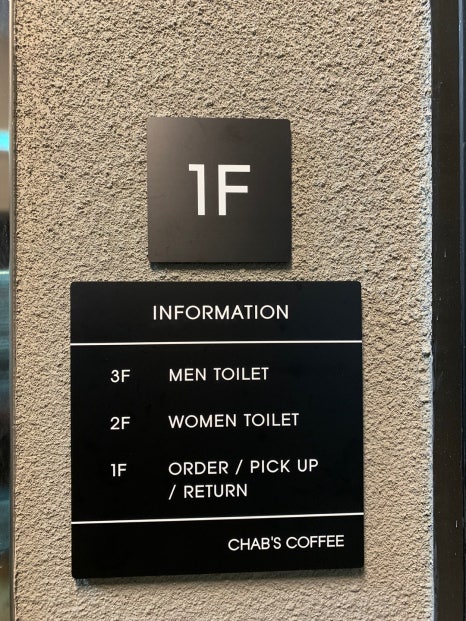 1F
INFORMATION
3F MEN TOILET
2F WOMEN TOILET
1F ORDER / PICK UP
/ RETURN
CHAB'S COFFEE